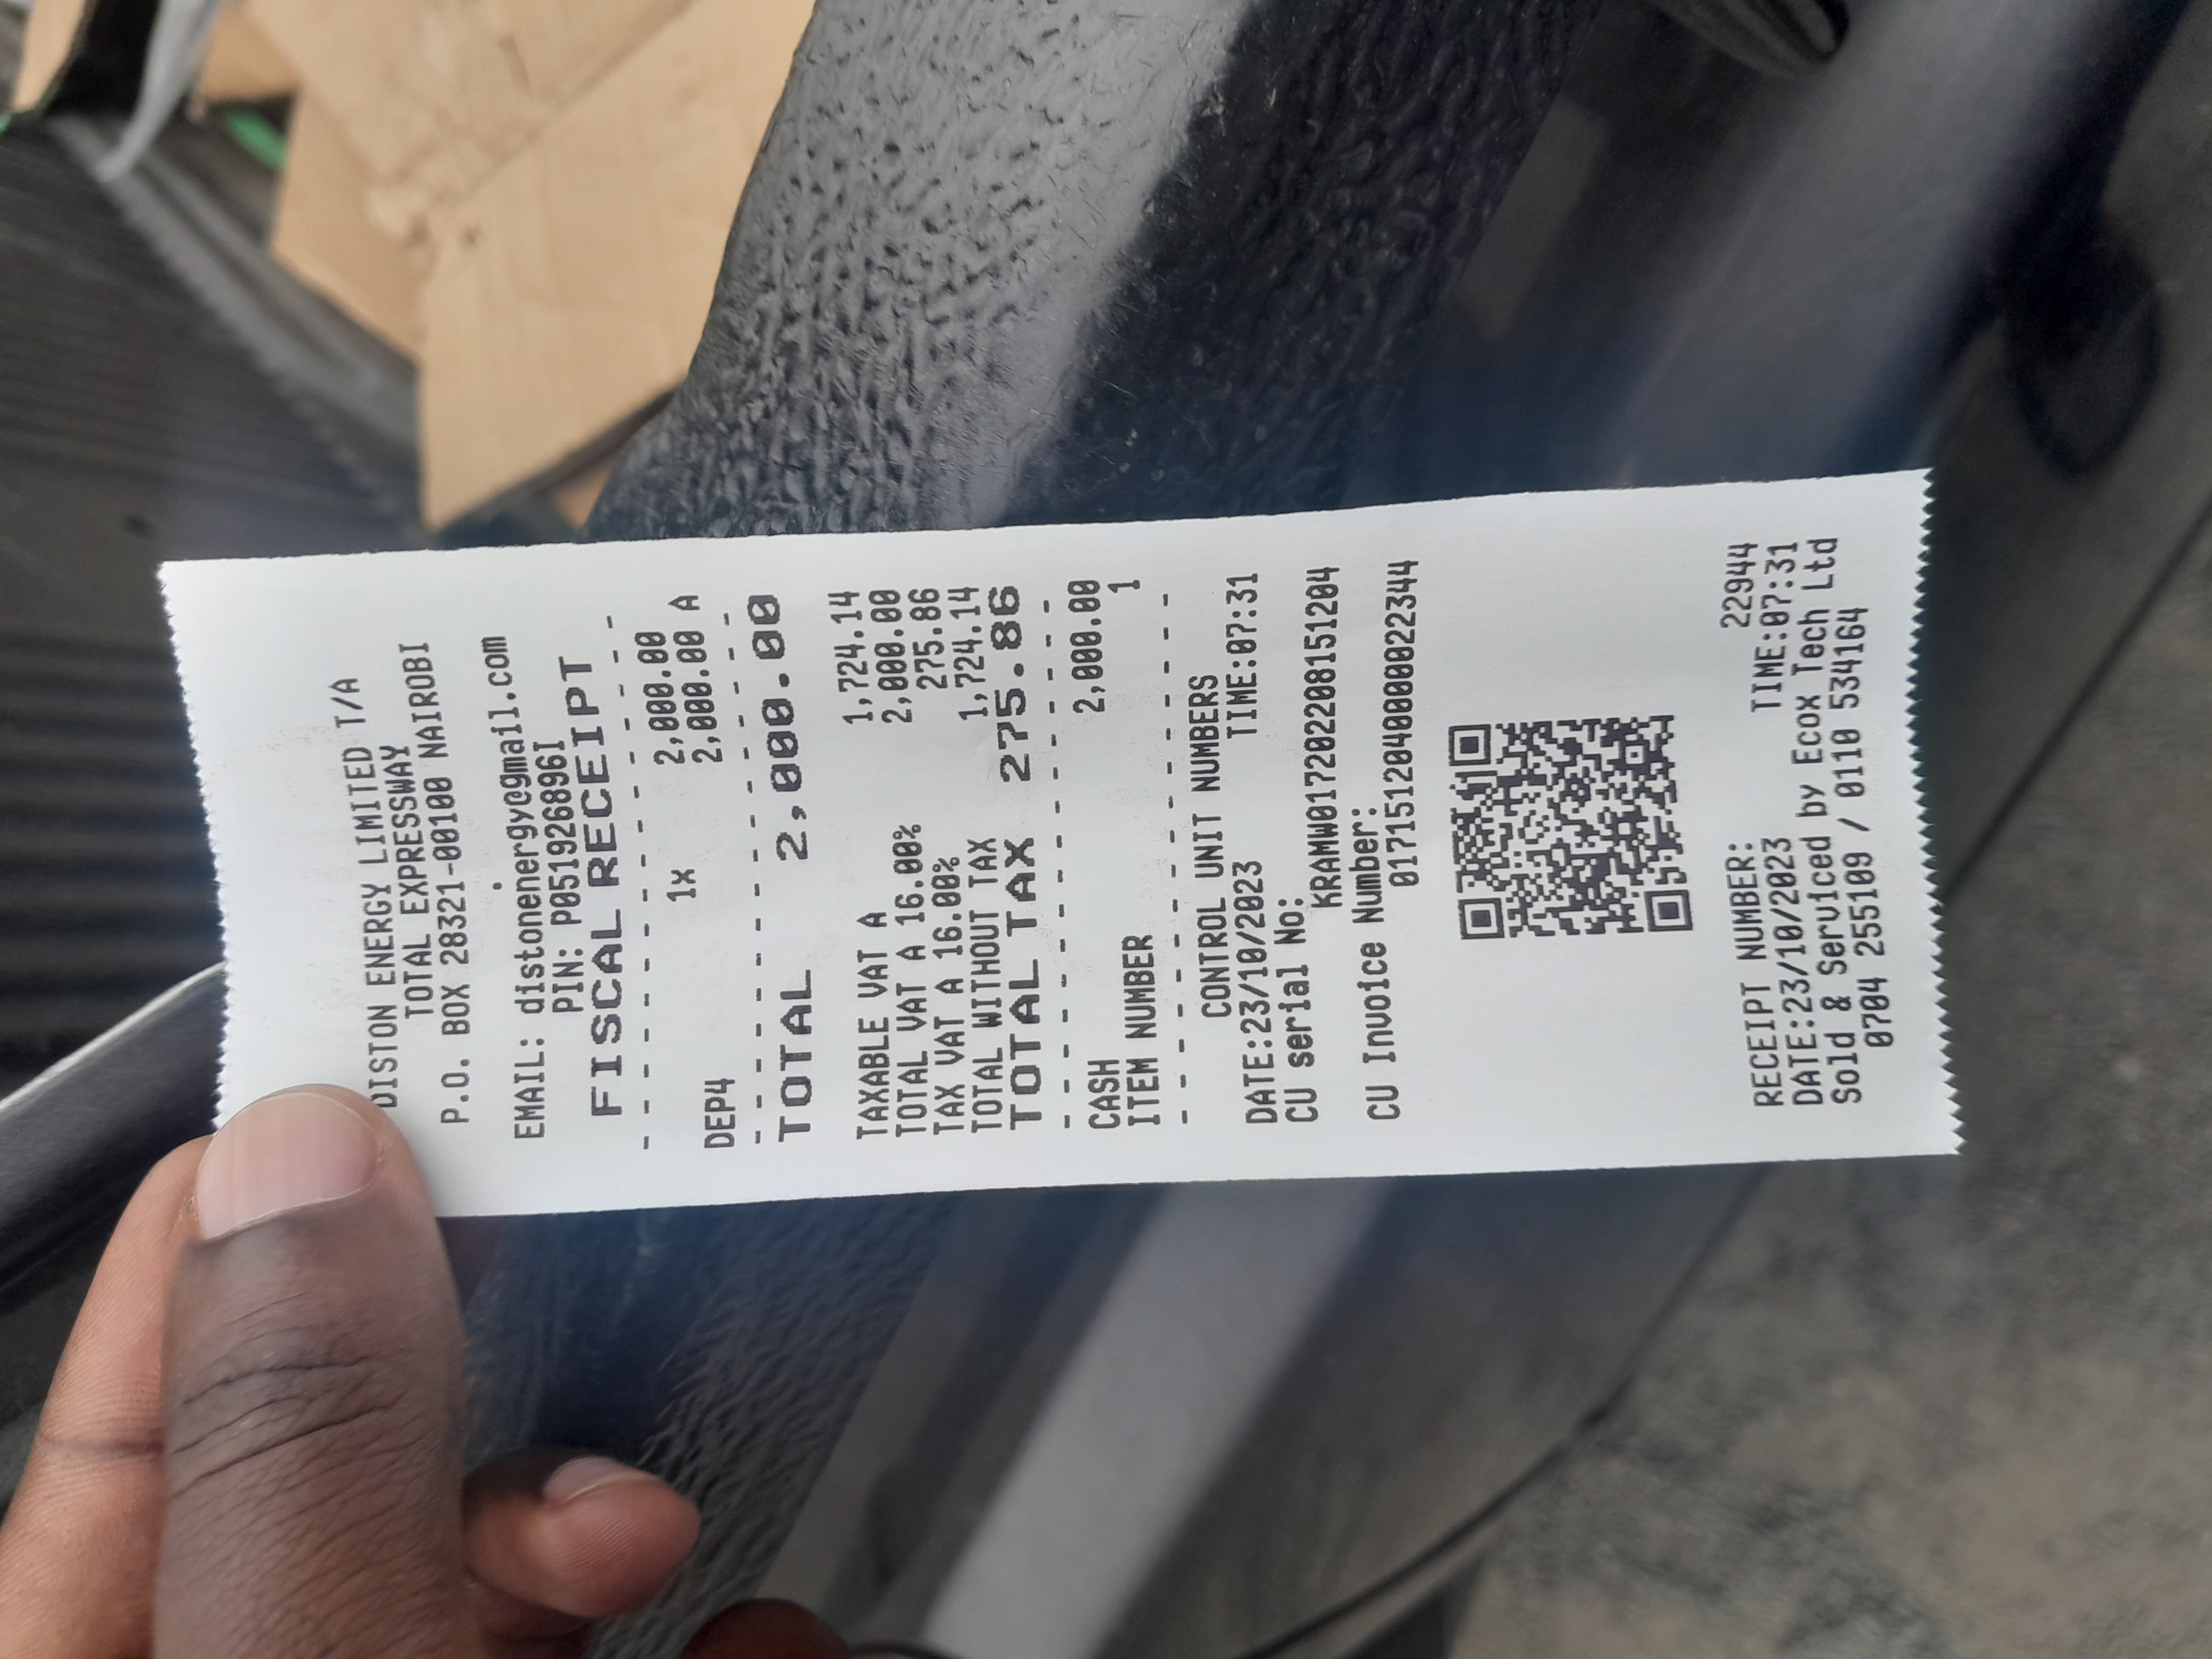 DISTON ENERGY LIMITED T/A
TOTAL EXPRESSWAY
P.O. BOX 28321-00100 NAIROBI
EMAIL: distonenergy@gmail.com
PIN: P051926896I
FISCAL RECEIPT
1x 2,000.00
DEP4 2,000.00 A
TOTAL 2,000.00
TAXABLE VAT A 1,724.14
TOTAL VAT A 16.00% 2,000.00
TAX VAT A 16.00% 275.86
TOTAL WITHOUT TAX 1,724.14
TOTAL TAX 275.86
CASH 2,000.00
ITEM NUMBER 1
CONTROL UNIT NUMBERS
DATE:23/10/2023 TIME:07:31
CU serial No:
KRAMW017202208151204
CU Invoice Number:
0171512040000022344
RECEIPT NUMBER: 22944
DATE:23/10/2023 TIME:07:31
Sold & Serviced by Ecox Tech Ltd
0704 255109 / 0110 534164